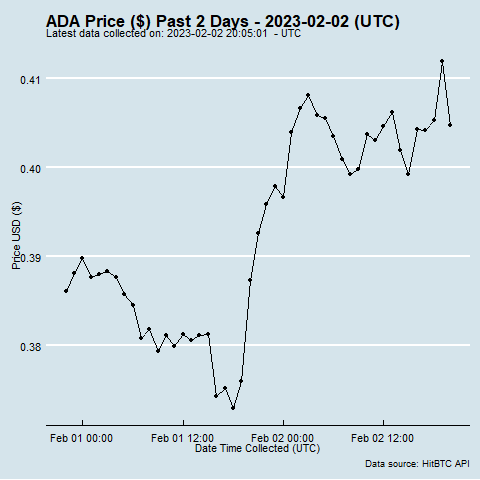 ADA Price ($) Past 2 Days - 2023-02-02 (UTC)
Latest data collected on: 2023-02-02 20:05:01 - UTC
0.41
0.40
0.39
0.38
Price USD ($)
Feb 01 00:00
Feb 01 12:00
Feb 02 00:00
Feb 02 12:00
Date Time Collected (UTC)
Data source: HitBTC API